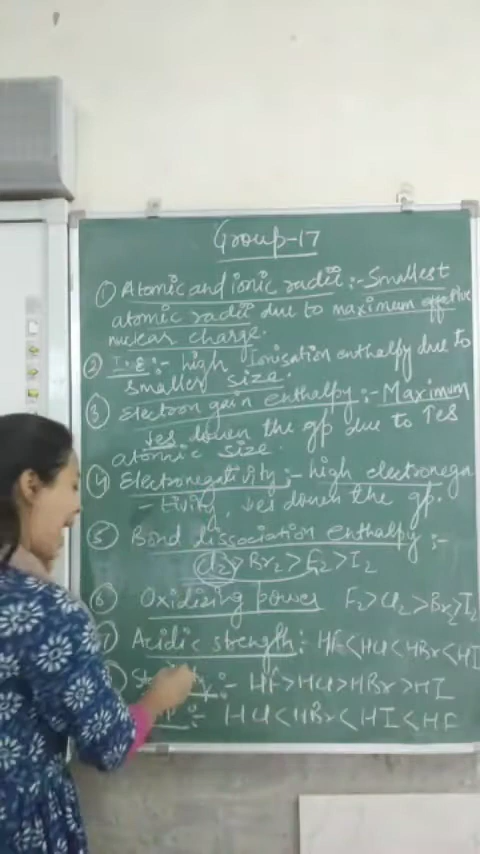 Group-17
① Atomic and ionic radii :- Smallest
atomic radii due to maximum effective
nuclear charge.
② I.E :- high Ionisation enthalpy due to
smaller size.
③ Electron gain enthalpy :- Maximum
↓es down the gp due to ↑es
atomic size.
④ Electronegativity :- high electronega
- tivity, ↓es down the gp.
⑤ Bond dissociation enthalpy :-
Cl₂ > Br₂ > F₂ > I₂
⑥ Oxidizing power F₂ > Cl₂ > Br₂ > I₂
⑦ Acidic strength : HF < HCl < HBr < HI
:- HF > HCl > HBr > HI
:- HCl < HBr < HI < HF